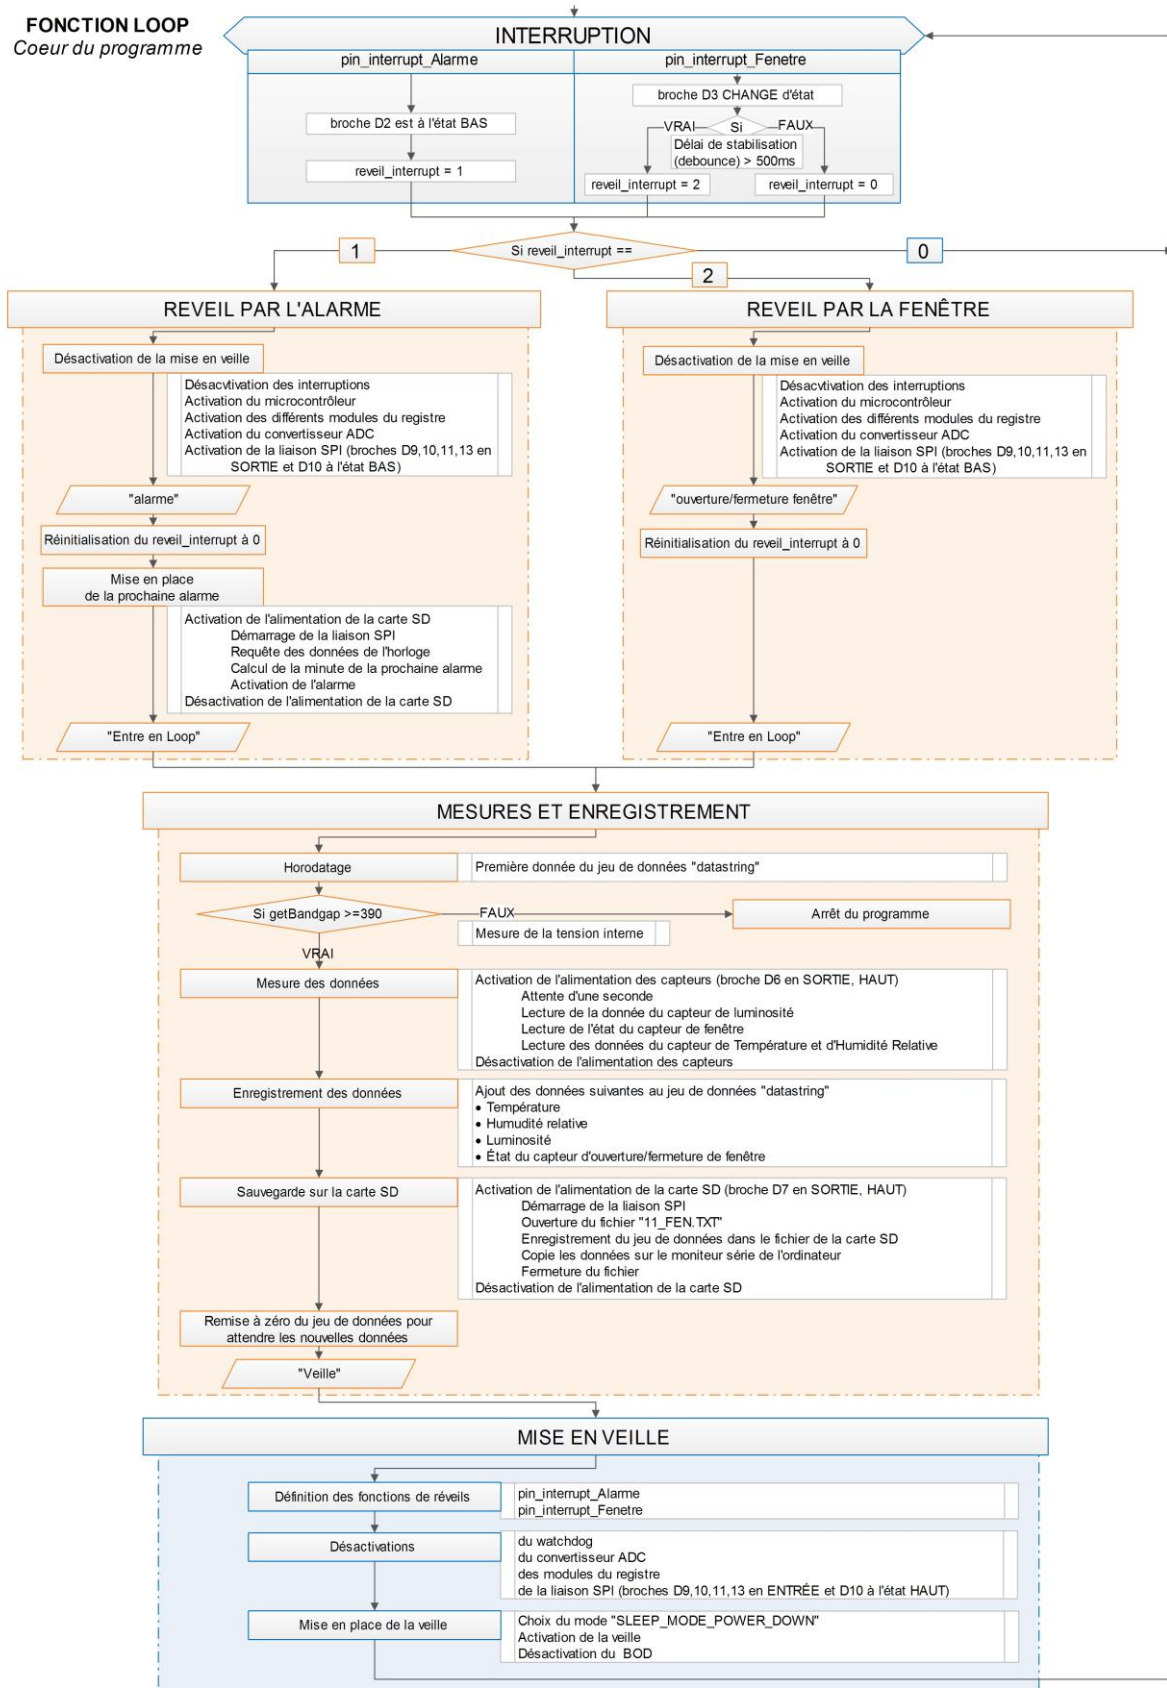 FONCTION LOOP
Coeur du programme
INTERRUPTION
pin_interrupt_Alarme
broche D2 est à l'état BAS
reveil_interrupt = 1
pin_interrupt_Fenetre
broche D3 CHANGE d'état
VRAI
Si
FAUX
Délai de stabilisation
(debounce) > 500ms
reveil_interrupt = 2
reveil_interrupt = 0
Si reveil_interrupt ==
1
2
0
REVEIL PAR L'ALARME
Désactivation de la mise en veille
Désacvtivation des interruptions
Activation du microcontrôleur
Activation des différents modules du registre
Activation du convertisseur ADC
Activation de la liaison SPI (broches D9,10,11,13 en
SORTIE et D10 à l'état BAS)
"alarme"
Réinitialisation du reveil_interrupt à 0
Mise en place
de la prochaine alarme
Activation de l'alimentation de la carte SD
Démarrage de la liaison SPI
Requête des données de l'horloge
Calcul de la minute de la prochaine alarme
Activation de l'alarme
Désactivation de l'alimentation de la carte SD
"Entre en Loop"
REVEIL PAR LA FENÊTRE
Désactivation de la mise en veille
Désacvtivation des interruptions
Activation du microcontrôleur
Activation des différents modules du registre
Activation du convertisseur ADC
Activation de la liaison SPI (broches D9,10,11,13 en
SORTIE et D10 à l'état BAS)
"ouverture/fermeture fenêtre"
Réinitialisation du reveil_interrupt à 0
"Entre en Loop"
MESURES ET ENREGISTREMENT
Horodatage
Première donnée du jeu de données "datastring"
Si getBandgap >=390
FAUX
Arrêt du programme
Mesure de la tension interne
VRAI
Mesure des données
Activation de l'alimentation des capteurs (broche D6 en SORTIE, HAUT)
Attente d'une seconde
Lecture de la donnée du capteur de luminosité
Lecture de l'état du capteur de fenêtre
Lecture des données du capteur de Température et d'Humidité Relative
Désactivation de l'alimentation des capteurs
Enregistrement des données
Ajout des données suivantes au jeu de données "datastring"
• Température
• Humudité relative
• Luminosité
• État du capteur d'ouverture/fermeture de fenêtre
Sauvegarde sur la carte SD
Activation de l'alimentation de la carte SD (broche D7 en SORTIE, HAUT)
Démarrage de la liaison SPI
Ouverture du fichier "11_FEN.TXT"
Enregistrement du jeu de données dans le fichier de la carte SD
Copie les données sur le moniteur série de l'ordinateur
Fermeture du fichier
Désactivation de l'alimentation de la carte SD
Remise à zéro du jeu de données pour
attendre les nouvelles données
"Veille"
MISE EN VEILLE
Définition des fonctions de réveils
pin_interrupt_Alarme
pin_interrupt_Fenetre
Désactivations
du watchdog
du convertisseur ADC
des modules du registre
de la liaison SPI (broches D9,10,11,13 en ENTRÉE et D10 à l'état HAUT)
Mise en place de la veille
Choix du mode "SLEEP_MODE_POWER_DOWN"
Activation de la veille
Désactivation du BOD